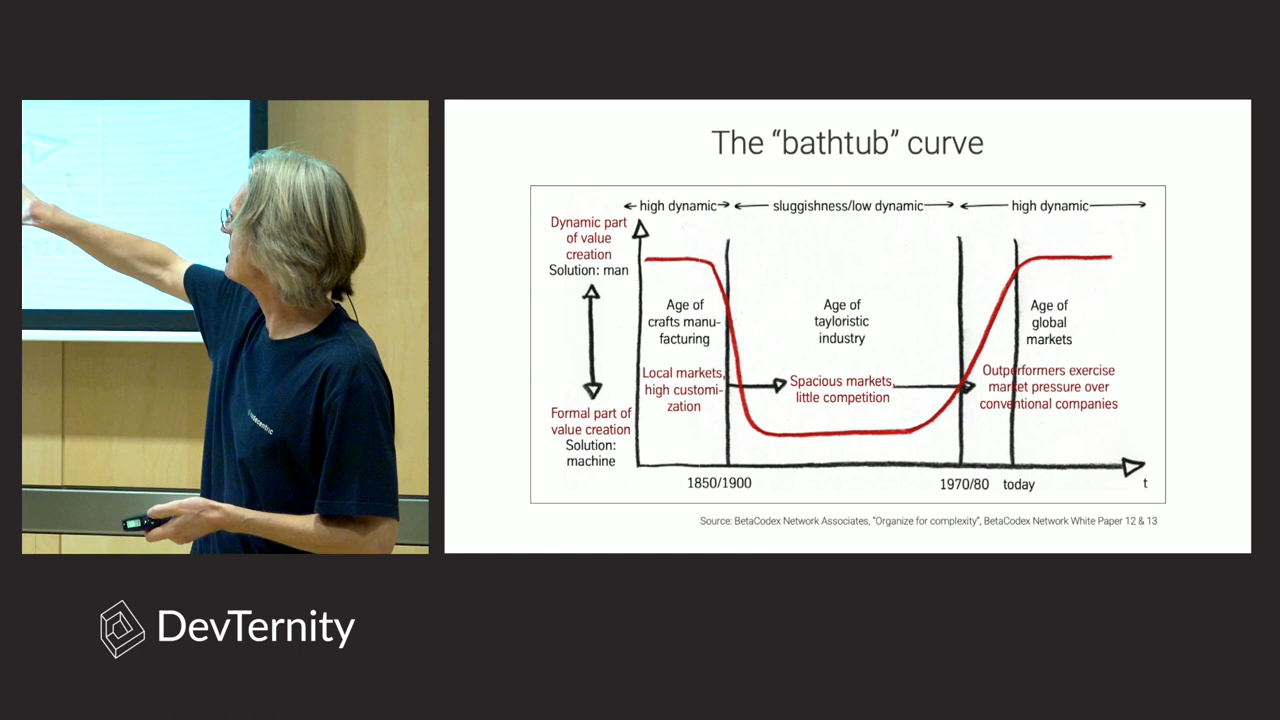 The “bathtub” curve
high dynamic
sluggishness/low dynamic
high dynamic
Dynamic part
of value
creation
Solution: man
Formal part of
value creation
Solution:
machine
Age of
crafts manu-
facturing
Local markets,
high customi-
zation
Age of
tayloristic
industry
Spacious markets,
little competition
Age of
global
markets
Outperformers exercise
market pressure over
conventional companies
1850/1900
1970/80
today
t
Source: BetaCodex Network Associates, “Organize for complexity”, BetaCodex Network White Paper 12 & 13
DevTernity